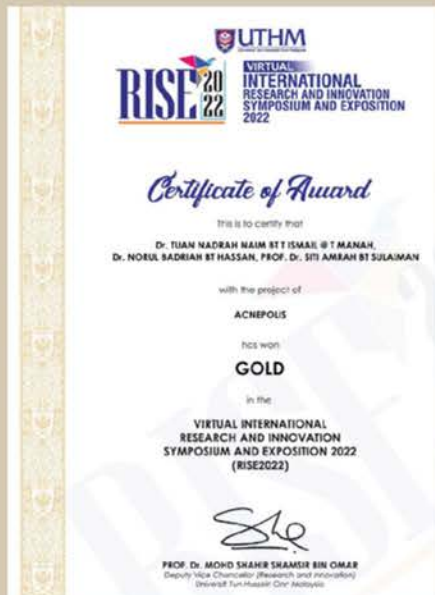 UTHM
RISE 20
22
VIRTUAL
INTERNATIONAL
RESEARCH AND INNOVATION
SYMPOSIUM AND EXPOSITION
2022
Certificate of Award
This is to certify that
Dr. TUAN NADRAH NAIM BT T ISMAIL @ T MANAH,
Dr. NORUL BADRIAH BT HASSAN, PROF. Dr. SITI AMRAH BT SULAIMAN
with the project of
ACNEPOLIS
has won
GOLD
in the
VIRTUAL INTERNATIONAL
RESEARCH AND INNOVATION
SYMPOSIUM AND EXPOSITION 2022
(RISE2022)
PROF. Dr. MOHD SHAHIR SHAMSIR BIN OMAR
Deputy Vice Chancellor (Research and Innovation)
Universiti Tun Hussein Onn Malaysia